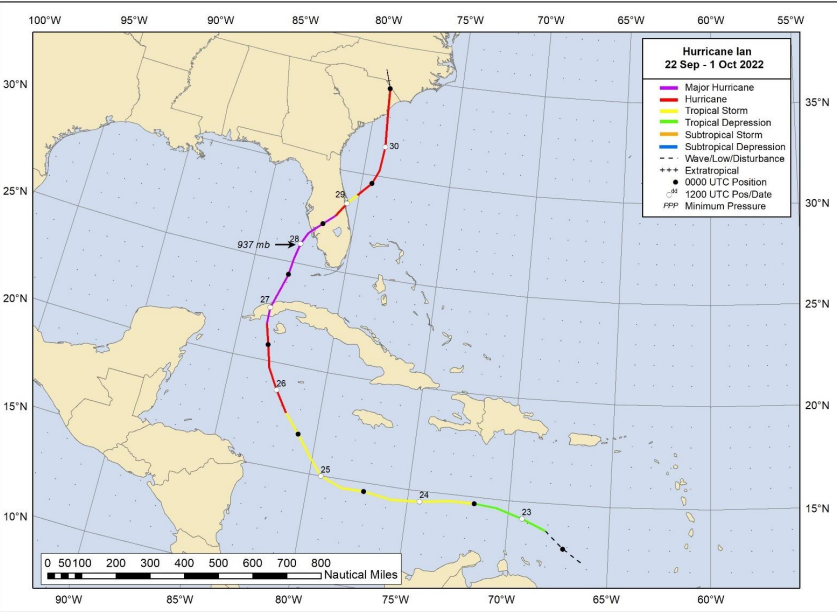 100°W 95°W 90°W 85°W 80°W 75°W 70°W 65°W 60°W 55°W
Hurricane Ian
22 Sep - 1 Oct 2022
Major Hurricane
Hurricane
Tropical Storm
Tropical Depression
Subtropical Storm
Subtropical Depression
Wave/Low/Disturbance
+++ Extratropical
0000 UTC Position
dd 1200 UTC Pos/Date
PPP Minimum Pressure
30°N
35°N
30
25°N
29
30°N
28
937 mb
20°N
27
25°N
26
15°N
20°N
25
24
23
10°N
15°N
0 50 100 200 300 400 500 600 700 800
Nautical Miles
90°W 85°W 80°W 75°W 70°W 65°W 60°W